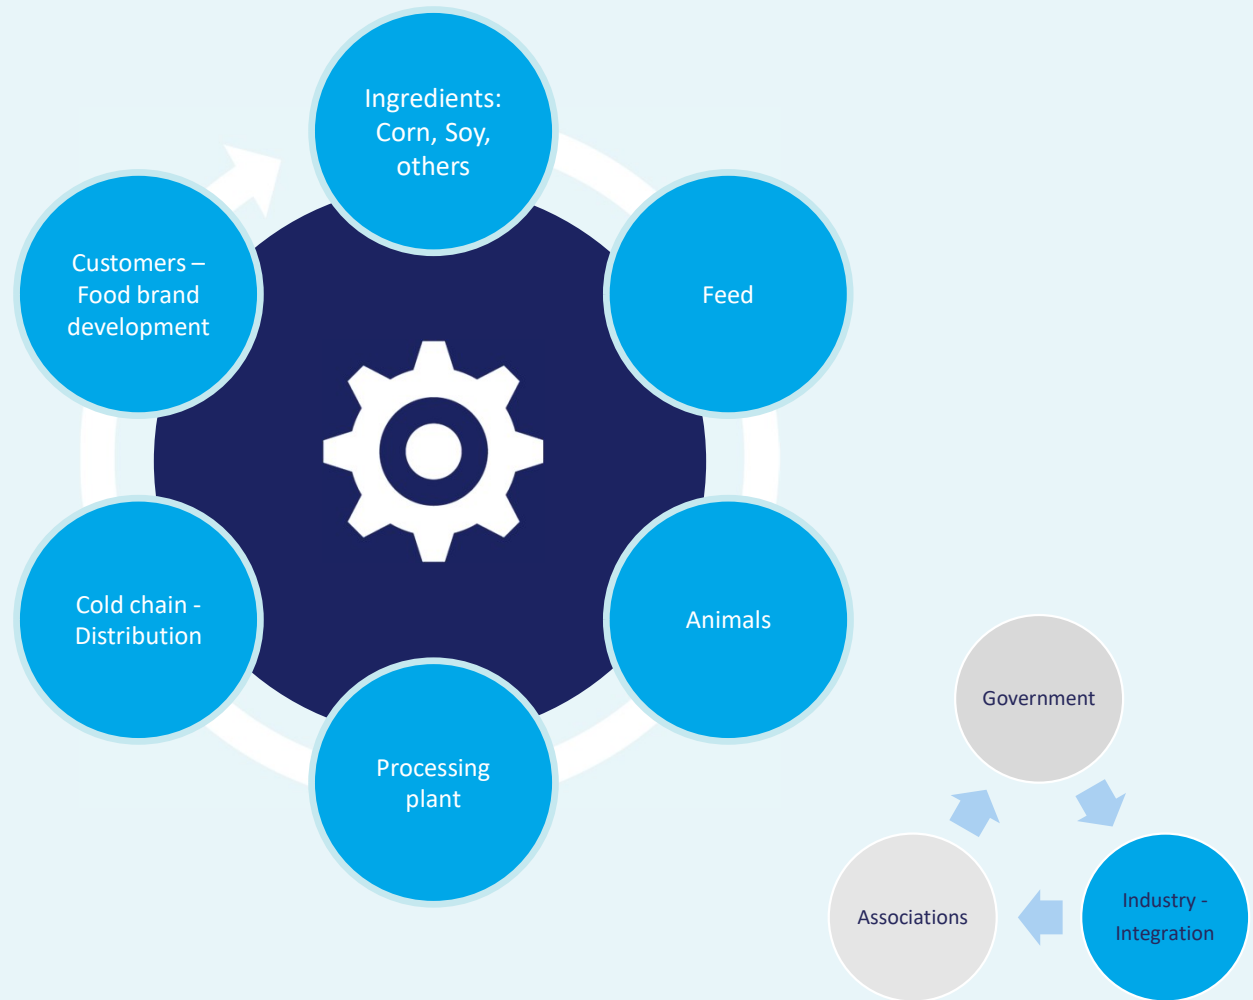 Ingredients:
Corn, Soy,
others
Feed
Animals
Processing
plant
Cold chain -
Distribution
Customers –
Food brand
development
Government
Industry -
Integration
Associations